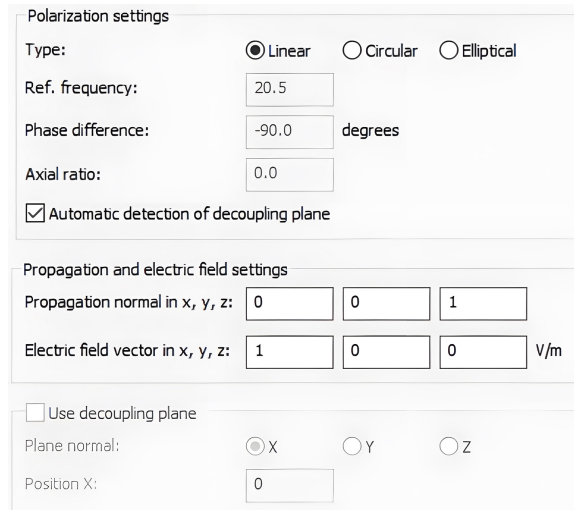 Polarization settings
Type: Linear Circular Elliptical
Ref. frequency: 20.5
Phase difference: -90.0 degrees
Axial ratio: 0.0
Automatic detection of decoupling plane
Propagation and electric field settings
Propagation normal in x, y, z: 0 0 1
Electric field vector in x, y, z: 1 0 0 V/m
Use decoupling plane
Plane normal: X Y Z
Position X: 0